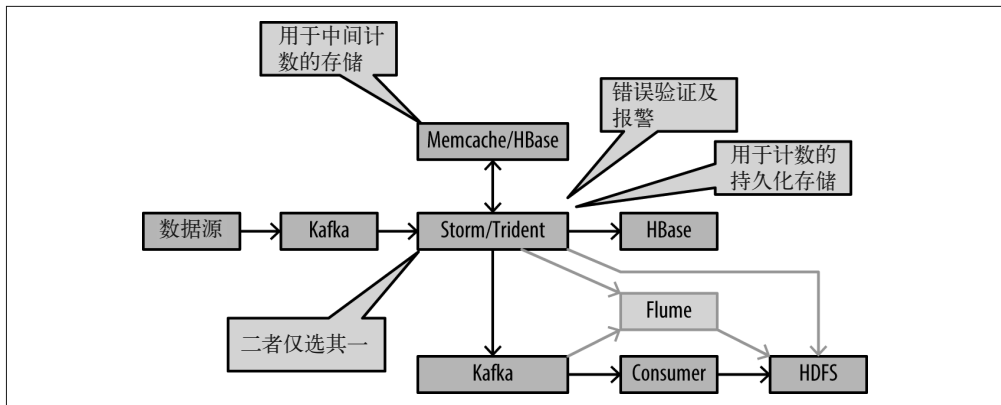 用于中间计
数的存储
错误验证及
报警
Memcache/HBase
用于计数的
持久化存储
数据源
Kafka
Storm/Trident
HBase
Flume
二者仅选其一
Kafka
Consumer
HDFS